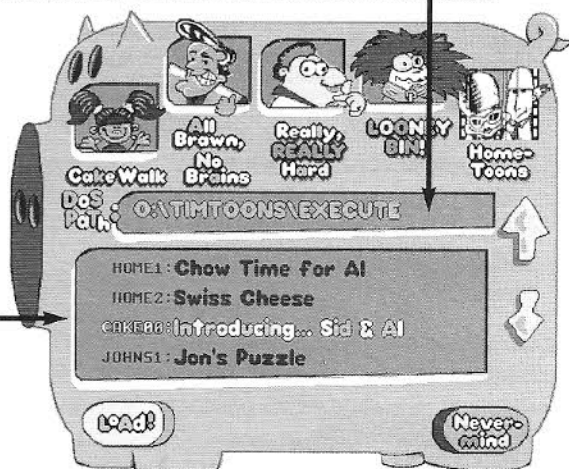 Cake Walk
All Brawn, No Brains
Really, REALLY Hard
LOONEY BIN!
Home-Toons
DOS Path: O:\TIMTOONS\EXECUTE
HOME1:Chow Time for Al
HOME2:Swiss Cheese
CAKE00:Introducing... Sid & Al
JOHNS1:Jon's Puzzle
LOAd!
Never-mind